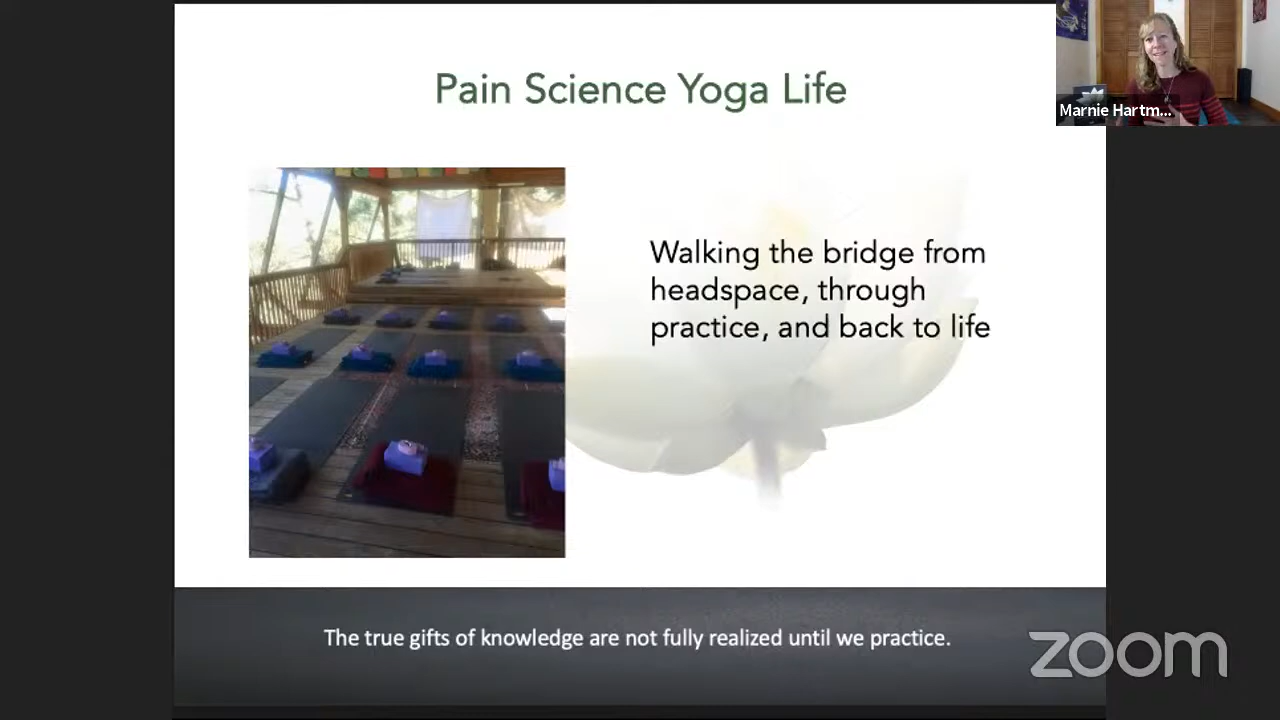 Pain Science Yoga Life
Marnie Hartm...
Walking the bridge from
headspace, through
practice, and back to life
The true gifts of knowledge are not fully realized until we practice.
zoom